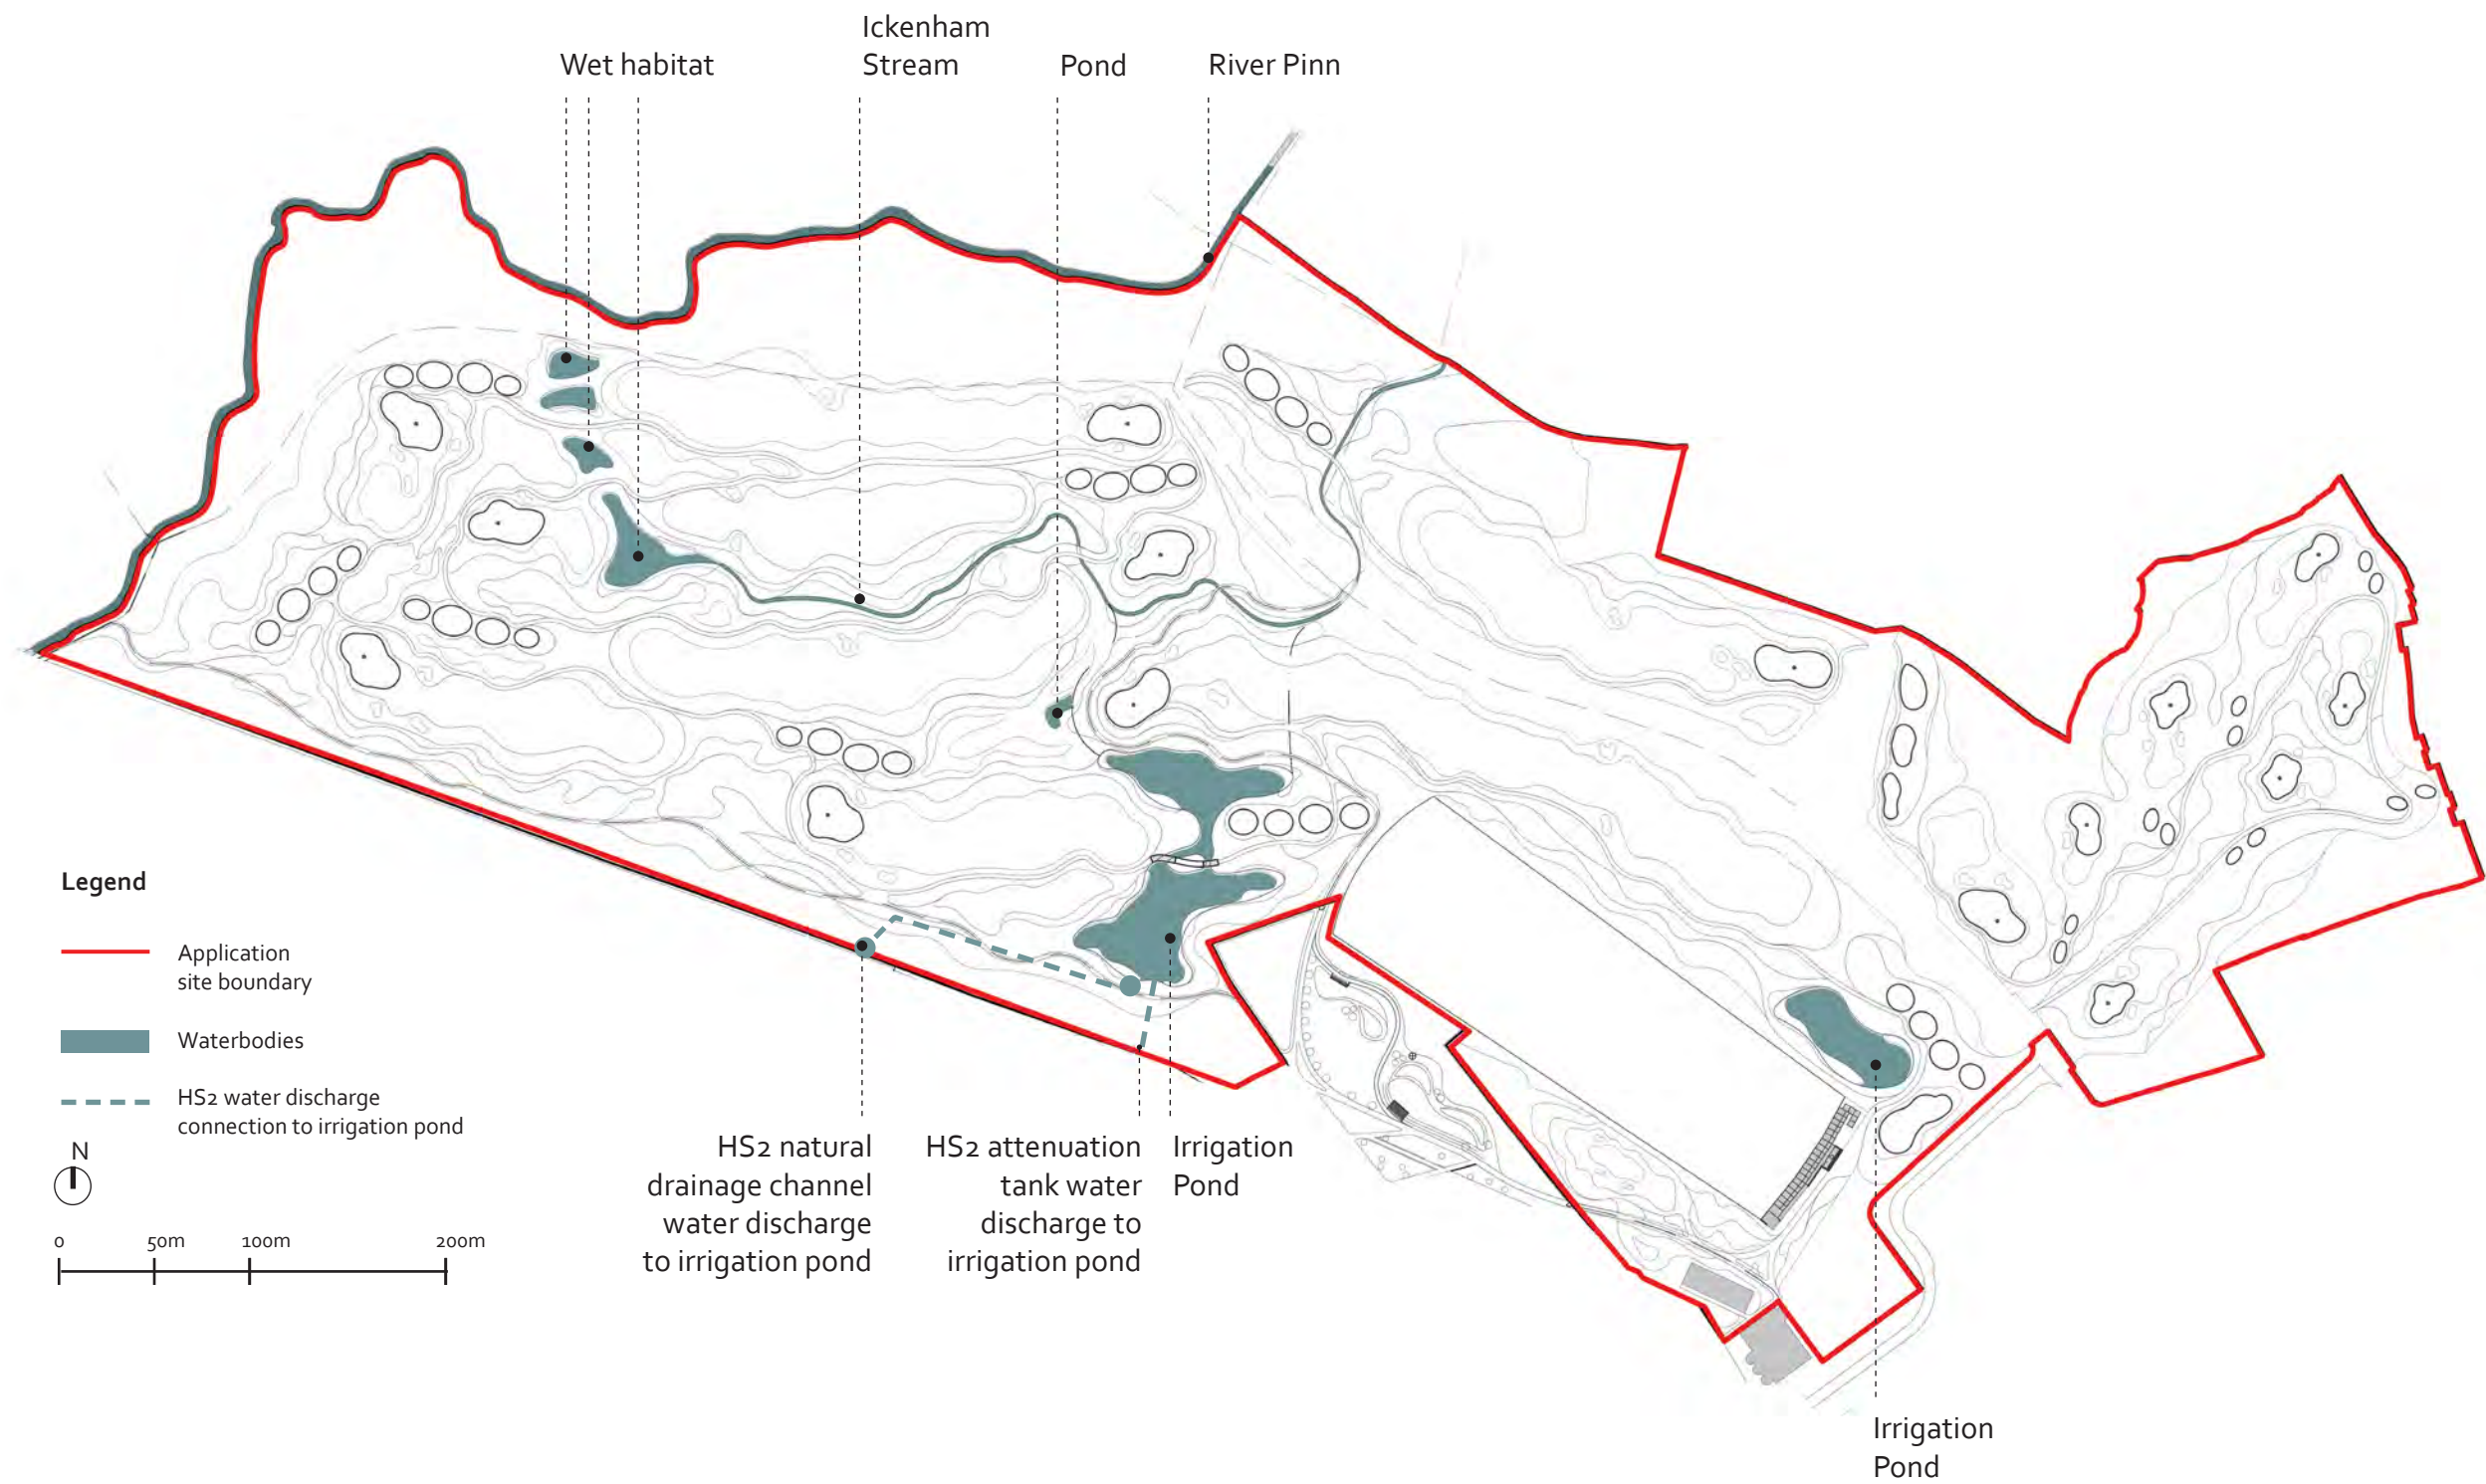 Ickenham
Stream
Wet habitat
Pond
River Pinn
Legend
Application
site boundary
Waterbodies
HS2 water discharge
connection to irrigation pond
N
0 50m 100m 200m
HS2 natural
drainage channel
water discharge
to irrigation pond
HS2 attenuation
tank water
discharge to
irrigation pond
Irrigation
Pond
Irrigation
Pond